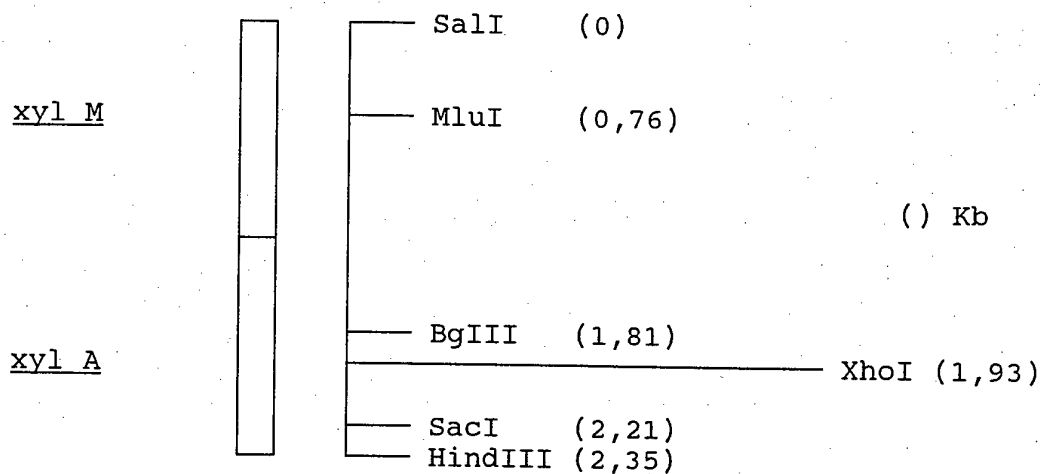 SalI (0)
xyl M MluI (0,76)
() Kb
BglII (1,81)
xyl A XhoI (1,93)
SacI (2,21)
HindIII (2,35)